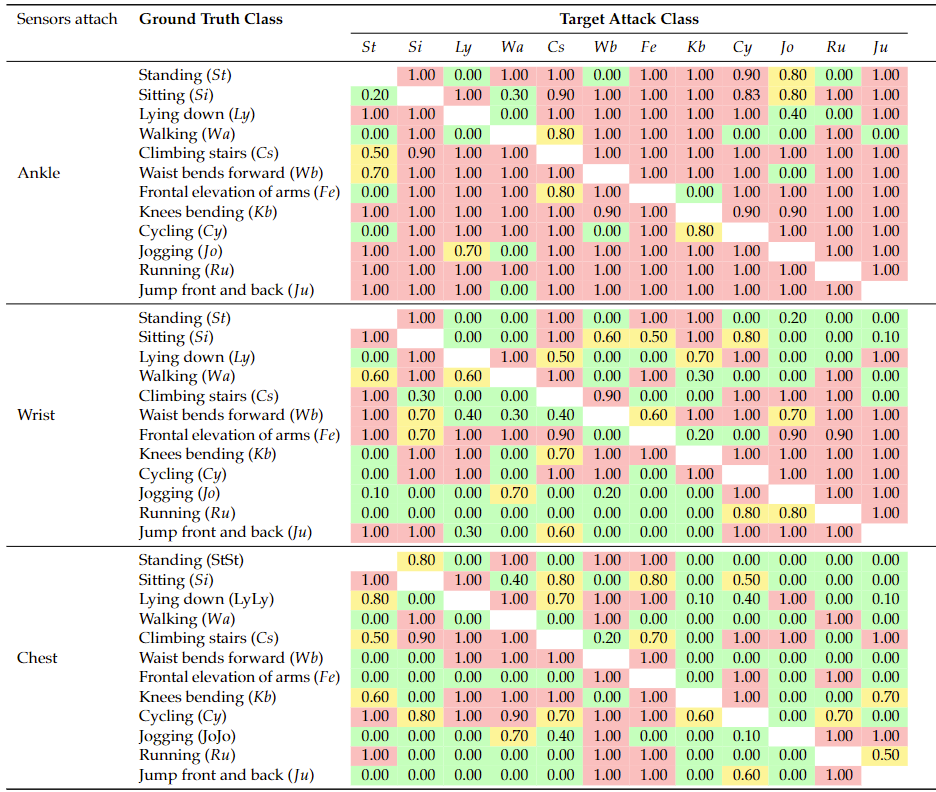 Sensors attach Ground Truth Class Target Attack Class
St Si Ly Wa Cs Wb Fe Kb Cy Jo Ru Ju
Standing (St) 1.00 0.00 1.00 1.00 0.00 1.00 1.00 0.90 0.80 0.00 1.00
Sitting (Si) 0.20 1.00 0.30 0.90 1.00 1.00 1.00 0.83 0.80 1.00 1.00
Lying down (Ly) 1.00 1.00 0.00 1.00 1.00 1.00 1.00 1.00 0.40 0.00 1.00
Walking (Wa) 0.00 1.00 0.00 0.80 1.00 1.00 1.00 0.00 0.00 1.00 0.00
Climbing stairs (Cs) 0.50 0.90 1.00 1.00 1.00 1.00 1.00 1.00 1.00 1.00 1.00
Ankle Waist bends forward (Wb) 0.70 1.00 1.00 1.00 1.00 1.00 1.00 1.00 0.00 1.00 1.00
Frontal elevation of arms (Fe) 0.00 1.00 1.00 1.00 0.80 1.00 0.00 1.00 1.00 1.00 1.00
Knees bending (Kb) 1.00 1.00 1.00 1.00 1.00 0.90 1.00 0.90 0.90 1.00 1.00
Cycling (Cy) 0.00 1.00 1.00 1.00 1.00 0.00 1.00 0.80 1.00 1.00 1.00
Jogging (Jo) 1.00 1.00 0.70 0.00 1.00 1.00 1.00 1.00 1.00 1.00 1.00
Running (Ru) 1.00 1.00 1.00 1.00 1.00 1.00 1.00 1.00 1.00 1.00 1.00
Jump front and back (Ju) 1.00 1.00 1.00 0.00 1.00 1.00 1.00 1.00 1.00 1.00 1.00
Standing (St) 1.00 0.00 0.00 1.00 0.00 1.00 1.00 0.00 0.20 0.00 0.00
Sitting (Si) 1.00 0.00 0.00 1.00 0.60 0.50 1.00 0.80 0.00 0.00 0.10
Lying down (Ly) 0.00 1.00 1.00 0.50 0.00 0.00 0.70 1.00 0.00 0.00 1.00
Walking (Wa) 0.60 1.00 0.60 1.00 0.00 1.00 0.30 0.00 0.00 1.00 0.00
Climbing stairs (Cs) 1.00 0.30 0.00 0.00 0.90 0.00 0.00 1.00 1.00 1.00 0.00
Wrist Waist bends forward (Wb) 1.00 0.70 0.40 0.30 0.40 0.60 1.00 1.00 0.70 1.00 1.00
Frontal elevation of arms (Fe) 1.00 0.70 1.00 1.00 0.90 0.00 0.20 0.00 0.90 0.90 1.00
Knees bending (Kb) 0.00 1.00 1.00 0.00 0.70 1.00 1.00 1.00 1.00 1.00 1.00
Cycling (Cy) 0.00 1.00 1.00 0.00 1.00 1.00 0.00 1.00 1.00 1.00 1.00
Jogging (Jo) 0.10 0.00 0.00 0.70 0.00 0.20 0.00 0.00 1.00 1.00 1.00
Running (Ru) 0.00 0.00 0.00 0.00 0.00 0.00 0.00 0.00 0.80 0.80 1.00
Jump front and back (Ju) 1.00 1.00 0.30 0.00 0.60 0.00 0.00 0.00 1.00 1.00 1.00
Standing (StSt) 0.80 0.00 1.00 0.00 1.00 1.00 0.00 0.00 0.00 0.00 0.00
Sitting (Si) 1.00 1.00 0.40 0.80 0.00 0.80 0.00 0.50 0.00 0.00 0.00
Lying down (LyLy) 0.80 0.00 1.00 0.70 1.00 1.00 0.10 0.40 1.00 0.00 0.10
Walking (Wa) 0.00 1.00 0.00 0.00 1.00 0.00 0.00 0.00 0.00 1.00 0.00
Climbing stairs (Cs) 0.50 0.90 1.00 1.00 0.20 0.70 0.00 1.00 1.00 0.00 1.00
Chest Waist bends forward (Wb) 0.00 0.00 1.00 1.00 1.00 1.00 0.00 0.00 0.00 0.00 0.00
Frontal elevation of arms (Fe) 0.00 0.00 0.00 0.00 0.00 1.00 0.00 1.00 0.00 1.00 0.00
Knees bending (Kb) 0.60 0.00 1.00 1.00 1.00 0.00 1.00 1.00 0.00 0.00 0.70
Cycling (Cy) 1.00 0.80 1.00 0.90 0.70 1.00 1.00 0.60 0.00 0.70 0.00
Jogging (JoJo) 0.00 0.00 0.00 0.70 0.40 1.00 0.00 0.00 0.10 1.00 1.00
Running (Ru) 1.00 0.00 0.00 0.00 0.00 1.00 1.00 0.00 0.00 0.00 0.50
Jump front and back (Ju) 0.00 0.00 0.00 0.00 0.00 1.00 1.00 0.00 0.60 0.00 1.00